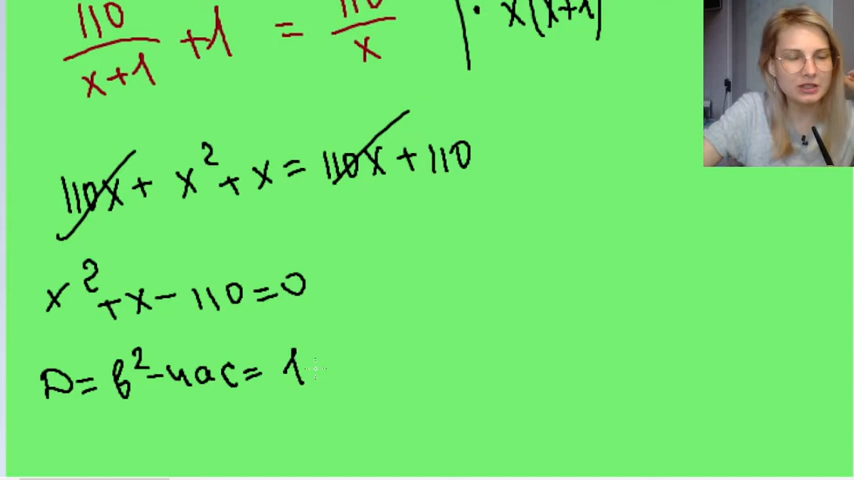 110/(x+1) + 1 = 110/x | · x(x+1)
110x + x² + x = 110x + 110
x² + x - 110 = 0
D = b² - 4ac = 1